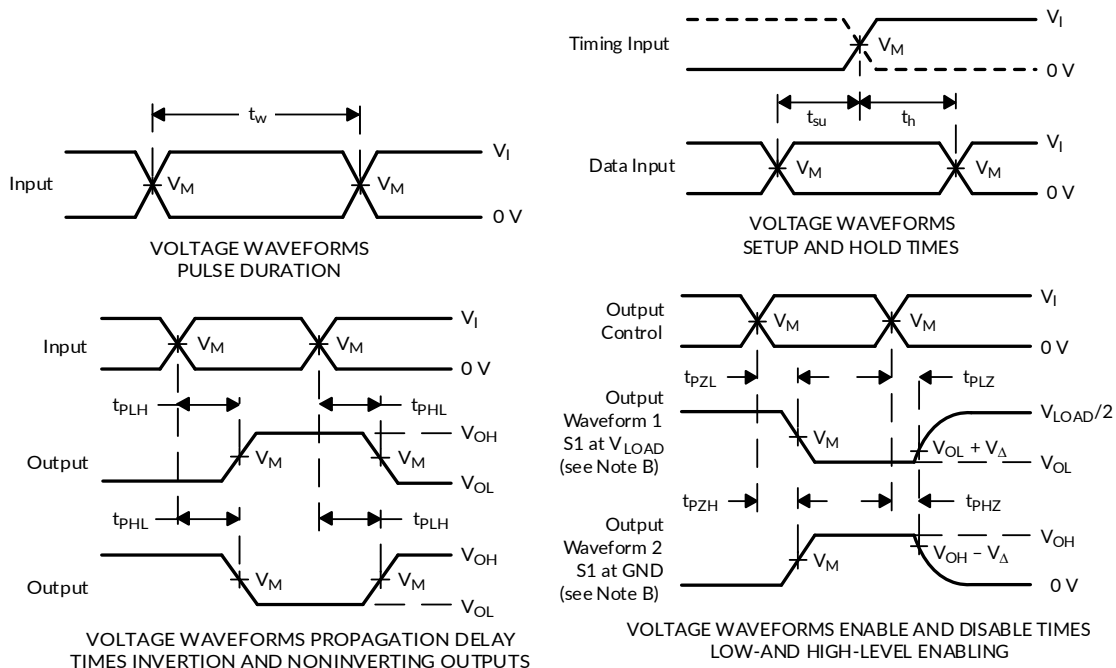 t_w
V_I
Input
V_M
V_M
0 V
VOLTAGE WAVEFORMS
PULSE DURATION
V_I
Timing Input
V_M
0 V
t_su
t_h
V_I
Data Input
V_M
V_M
0 V
VOLTAGE WAVEFORMS
SETUP AND HOLD TIMES
V_I
Input
V_M
V_M
0 V
t_PLH
t_PHL
V_OH
Output
V_M
V_M
V_OL
t_PHL
t_PLH
V_OH
Output
V_M
V_M
V_OL
VOLTAGE WAVEFORMS PROPAGATION DELAY
TIMES INVERTION AND NONINVERTING OUTPUTS
Output
Control
V_I
V_M
V_M
0 V
t_PZL
t_PLZ
Output
Waveform 1
S1 at V_LOAD
(see Note B)
V_LOAD/2
V_M
V_OL + V_Δ
V_OL
t_PZH
t_PHZ
Output
Waveform 2
S1 at GND
(see Note B)
V_OH
V_OH − V_Δ
V_M
0 V
VOLTAGE WAVEFORMS ENABLE AND DISABLE TIMES
LOW-AND HIGH-LEVEL ENABLING